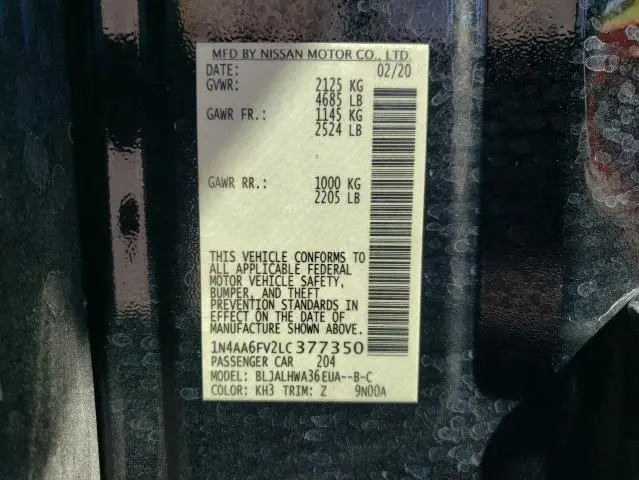 MFD BY NISSAN MOTOR CO., LTD.
DATE: 02/20
GVWR: 2125 KG
4685 LB
GAWR FR.: 1145 KG
2524 LB
GAWR RR.: 1000 KG
2205 LB
THIS VEHICLE CONFORMS TO
ALL APPLICABLE FEDERAL
MOTOR VEHICLE SAFETY,
BUMPER, AND THEFT
PREVENTION STANDARDS IN
EFFECT ON THE DATE OF
MANUFACTURE SHOWN ABOVE.
1N4AA6FV2LC377350
PASSENGER CAR 204
MODEL: BLJALHWA36EUA--B-C
COLOR: KH3 TRIM: Z 9N00A